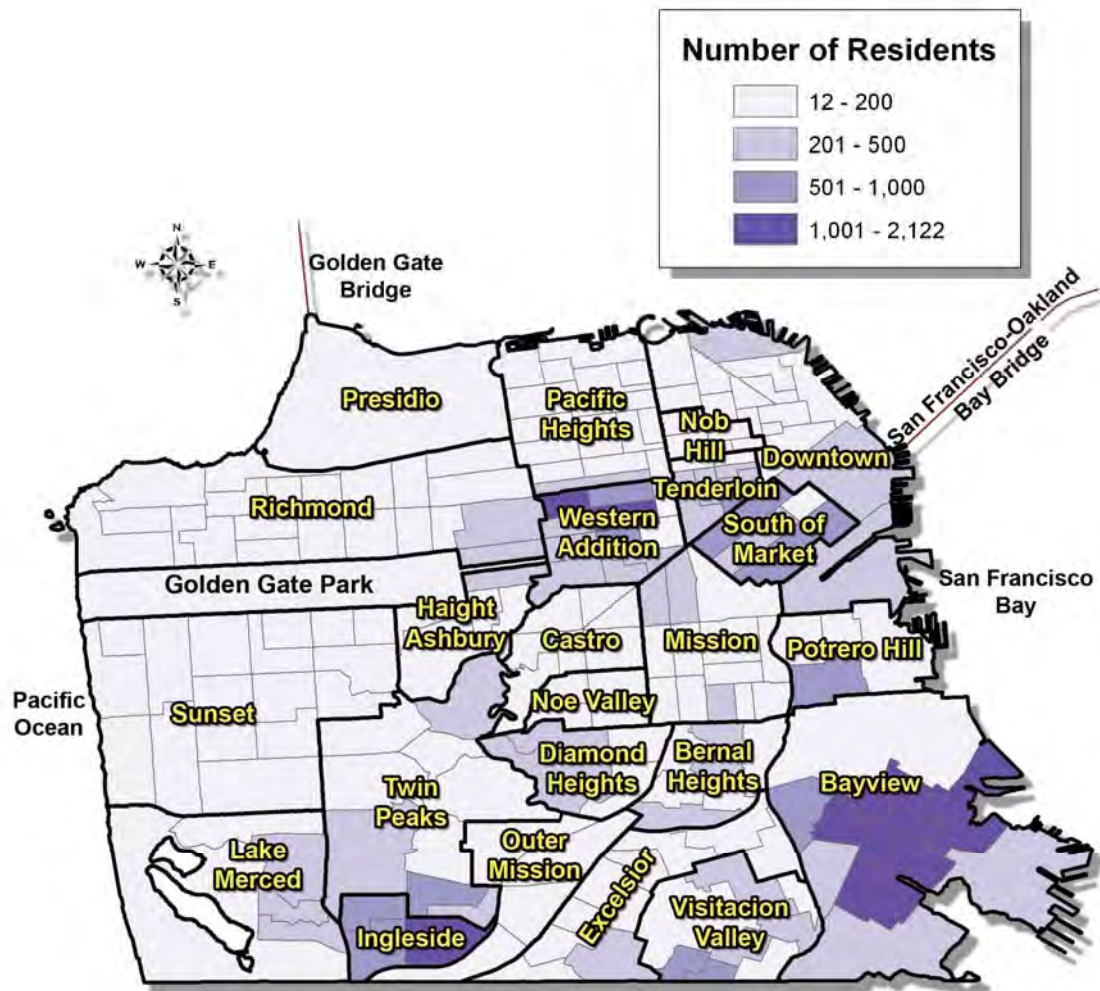 Number of Residents
12 - 200
201 - 500
501 - 1,000
1,001 - 2,122
N
W E
S
Golden Gate
Bridge
San Francisco-Oakland
Bay Bridge
Presidio
Pacific
Heights
Nob
Hill
Downtown
Richmond
Tenderloin
Western
Addition
South of
Market
Golden Gate Park
San Francisco
Bay
Haight
Ashbury
Castro
Mission
Potrero Hill
Pacific
Ocean
Sunset
Noe Valley
Diamond
Heights
Bernal
Heights
Bayview
Twin
Peaks
Outer
Mission
Lake
Merced
Excelsior
Visitacion
Valley
Ingleside